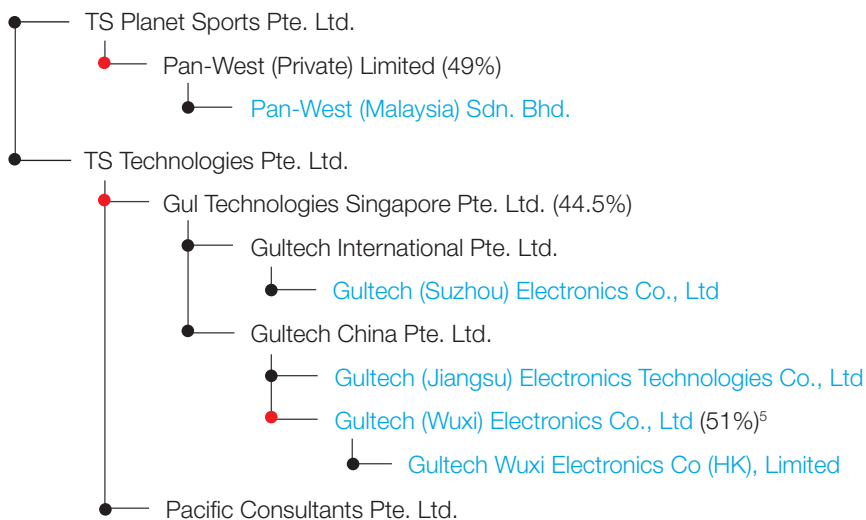 TS Planet Sports Pte. Ltd.
Pan-West (Private) Limited (49%)
Pan-West (Malaysia) Sdn. Bhd.
TS Technologies Pte. Ltd.
Gul Technologies Singapore Pte. Ltd. (44.5%)
Gultech International Pte. Ltd.
Gultech (Suzhou) Electronics Co., Ltd
Gultech China Pte. Ltd.
Gultech (Jiangsu) Electronics Technologies Co., Ltd
Gultech (Wuxi) Electronics Co., Ltd (51%)⁵
Gultech Wuxi Electronics Co (HK), Limited
Pacific Consultants Pte. Ltd.